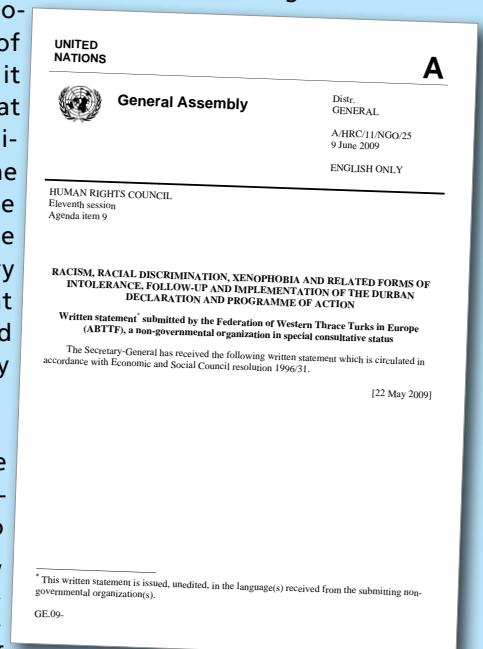 o-
of
it
at
i-
ne
e
e
y
nt
d
y
e
-
o
UNITED
NATIONS
A
General Assembly
Distr.
GENERAL
A/HRC/11/NGO/25
9 June 2009
ENGLISH ONLY
HUMAN RIGHTS COUNCIL
Eleventh session
Agenda item 9
RACISM, RACIAL DISCRIMINATION, XENOPHOBIA AND RELATED FORMS OF
INTOLERANCE, FOLLOW-UP AND IMPLEMENTATION OF THE DURBAN
DECLARATION AND PROGRAMME OF ACTION
Written statement* submitted by the Federation of Western Thrace Turks in Europe
(ABTTF), a non-governmental organization in special consultative status
The Secretary-General has received the following written statement which is circulated in
accordance with Economic and Social Council resolution 1996/31.
[22 May 2009]
* This written statement is issued, unedited, in the language(s) received from the submitting non-
governmental organization(s).
GE.09-